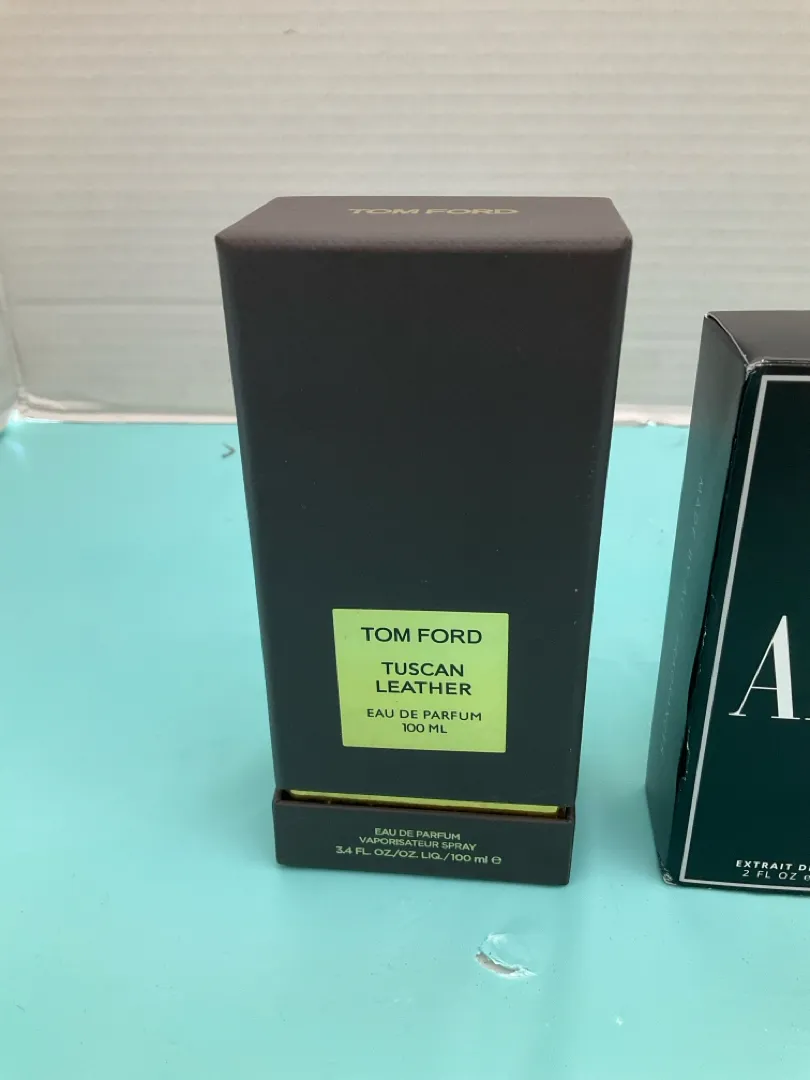 TOM FORD
TOM FORD
TUSCAN
LEATHER
EAU DE PARFUM
100 ML
EAU DE PARFUM
VAPORISATEUR SPRAY
3.4 FL. OZ/OZ. LIQ./100 ml e
A
EXTRAIT D
2 FL OZ e